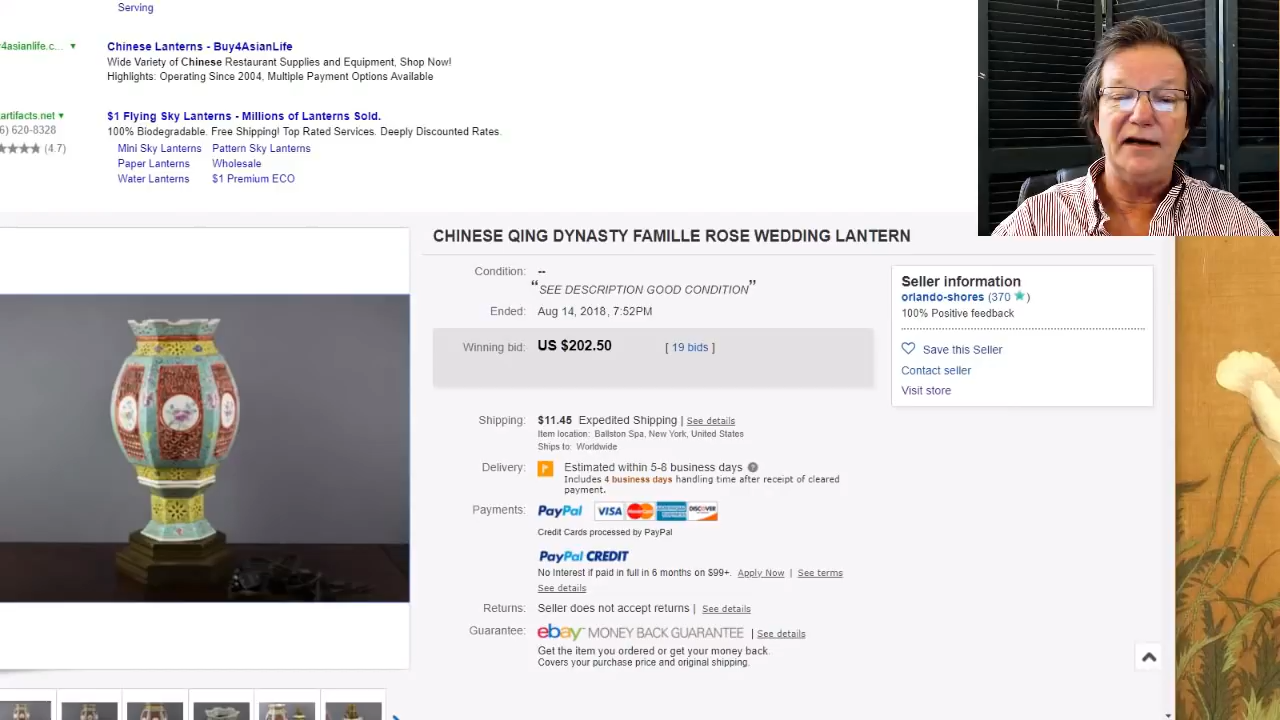 Serving
4asianlife.c... ▼
Chinese Lanterns - Buy4AsianLife
Wide Variety of Chinese Restaurant Supplies and Equipment, Shop Now!
Highlights: Operating Since 2004, Multiple Payment Options Available
artifacts.net ▼
$1 Flying Sky Lanterns - Millions of Lanterns Sold.
6) 620-8328
100% Biodegradable. Free Shipping! Top Rated Services. Deeply Discounted Rates.
(4.7)
Mini Sky Lanterns Pattern Sky Lanterns
Paper Lanterns Wholesale
Water Lanterns $1 Premium ECO
CHINESE QING DYNASTY FAMILLE ROSE WEDDING LANTERN
Condition: --
"SEE DESCRIPTION GOOD CONDITION"
Ended: Aug 14, 2018, 7:52PM
Winning bid: US $202.50 [ 19 bids ]
Shipping: $11.45 Expedited Shipping | See details
Item location: Ballston Spa, New York, United States
Ships to: Worldwide
Delivery: Estimated within 5-8 business days
Includes 4 business days handling time after receipt of cleared
payment.
Payments: PayPal VISA MasterCard DISCOVER
Credit Cards processed by PayPal
PayPal CREDIT
No Interest if paid in full in 6 months on $99+. Apply Now | See terms
See details
Returns: Seller does not accept returns | See details
Guarantee: ebay MONEY BACK GUARANTEE | See details
Get the item you ordered or get your money back.
Covers your purchase price and original shipping.
Seller information
orlando-shores (370 ★)
100% Positive feedback
Save this Seller
Contact seller
Visit store